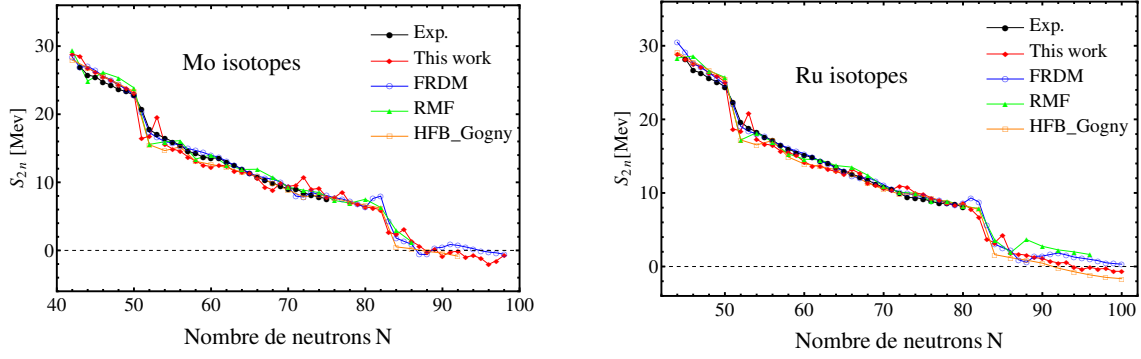 Mo isotopes
Exp.
This work
FRDM
RMF
HFB_Gogny
S2n [Mev]
30
20
10
0
40 50 60 70 80 90 100
Nombre de neutrons N
Ru isotopes
Exp.
This work
FRDM
RMF
HFB_Gogny
S2n[Mev]
30
20
10
0
50 60 70 80 90 100
Nombre de neutrons N